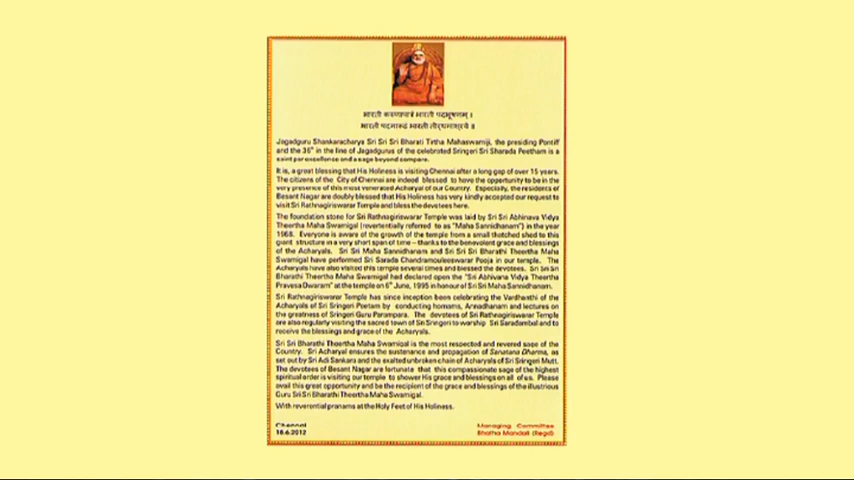 भारती करुणापात्रं भारती पदभूषणम् ।
भारती पदमारूढं भारती तीर्थमाश्रये ॥
Jagadguru Shankaracharya Sri Sri Sri Bharati Tirtha Mahaswamiji, the presiding Pontiff
and the 36th in the line of Jagadgurus of the celebrated Sringeri Sri Sharada Peetham is a
saint par excellence and a sage beyond compare.
It is, a great blessing that His Holiness is visiting Chennai after a long gap of over 15 years.
The citizens of the City of Chennai are indeed blessed to have the opportunity to be in the
very presence of this most venerated Acharyal of our Country. Especially, the residents of
Besant Nagar are doubly blessed that His Holiness has very kindly accepted our request to
visit Sri Rathnagiriswarar Temple and bless the devotees here.
The foundation stone for Sri Rathnagiriswarar Temple was laid by Sri Sri Abhinava Vidya
Theertha Maha Swamigal (revertentially referred to as "Maha Sannidhanam) in the year
1968. Everyone is aware of the growth of the temple from a small thatched shed to this
giant structure in a very short span of time – thanks to the benevolent grace and blessings
of the Acharyals. Sri Sri Maha Sannidhanam and Sri Sri Sri Bharathi Theertha Maha
Swamigal have performed Sri Sarada Chandramouleeswarar Pooja in our temple. The
Acharyals have also visited this temple several times and blessed the devotees. Sri Sri Sri
Bharathi Theertha Maha Swamigal had declared open the "Sri Abhivana Vidya Theertha
Pravesa Dwaram" at the temple on 6th June, 1995 in honour of Sri Sri Maha Sannidhanam.
Sri Rathnagiriswarar Temple has since inception been celebrating the Vardhanthi of the
Acharyals of Sri Sringeri Peetam by conducting homams, Annadhanam and lectures on
the greatness of Sringeri Guru Parampara. The devotees of Sri Rathnagiriswarar Temple
are also regularly visiting the sacred town of Sri Sringeri to worship Sri Saradambal and to
receive the blessings and grace of the Acharyals.
Sri Sri Bharathi Theertha Maha Swamigal is the most respected and revered sage of the
Country. Sri Acharyal ensures the sustenance and propagation of Sanatana Dharma, as
set out by Sri Adi Sankara and the exalted unbroken chain of Acharyals of Sri Sringeri Mutt.
The devotees of Besant Nagar are fortunate that this compassionate sage of the highest
spiritual order is visiting our temple to shower His grace and blessings on all of us. Please
avail this great opportunity and be the recipient of the grace and blessings of the illustrious
Guru Sri Sri Bharathi Theertha Maha Swamigal.
With reverential pranams at the Holy Feet of His Holiness.
Chennai
18.6.2012
Managing Committee
Bhatha Mandali (Regd)